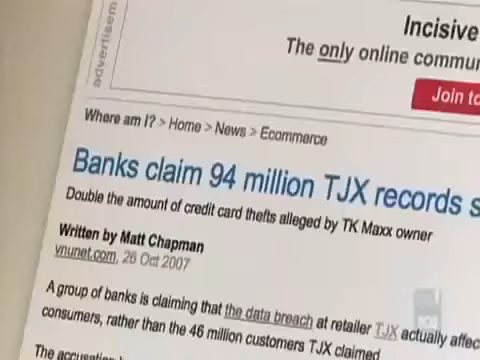 advertisem
Incisive
The only online commu
Join to
Where am I? > Home > News > Ecommerce
Banks claim 94 million TJX records s
Double the amount of credit card thefts alleged by TK Maxx owner
Written by Matt Chapman
vnunet.com, 26 Oct 2007
A group of banks is claiming that the data breach at retailer TJX actually affec
consumers, rather than the 46 million customers TJX claimed
The accusation